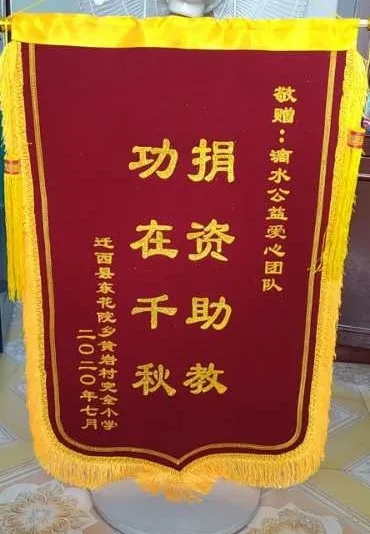 敬赠：滴水公益爱心团队
捐资助教
功在千秋
迁西县东花院乡黄岩村完全小学
二〇二〇年七月